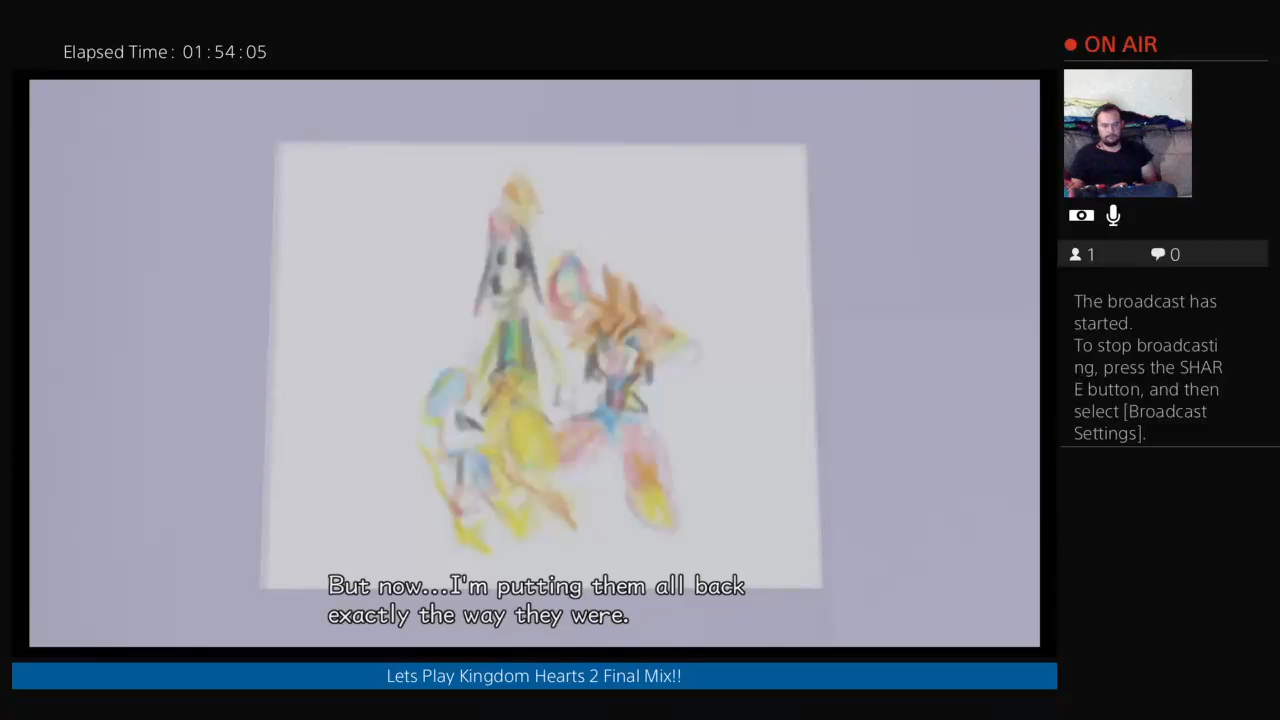 Elapsed Time: 01:54:05
ON AIR
1
0
The broadcast has
started.
To stop broadcasti
ng, press the SHAR
E button, and then
select [Broadcast
Settings].
But now...I'm putting them all back
exactly the way they were.
Lets Play Kingdom Hearts 2 Final Mix!!